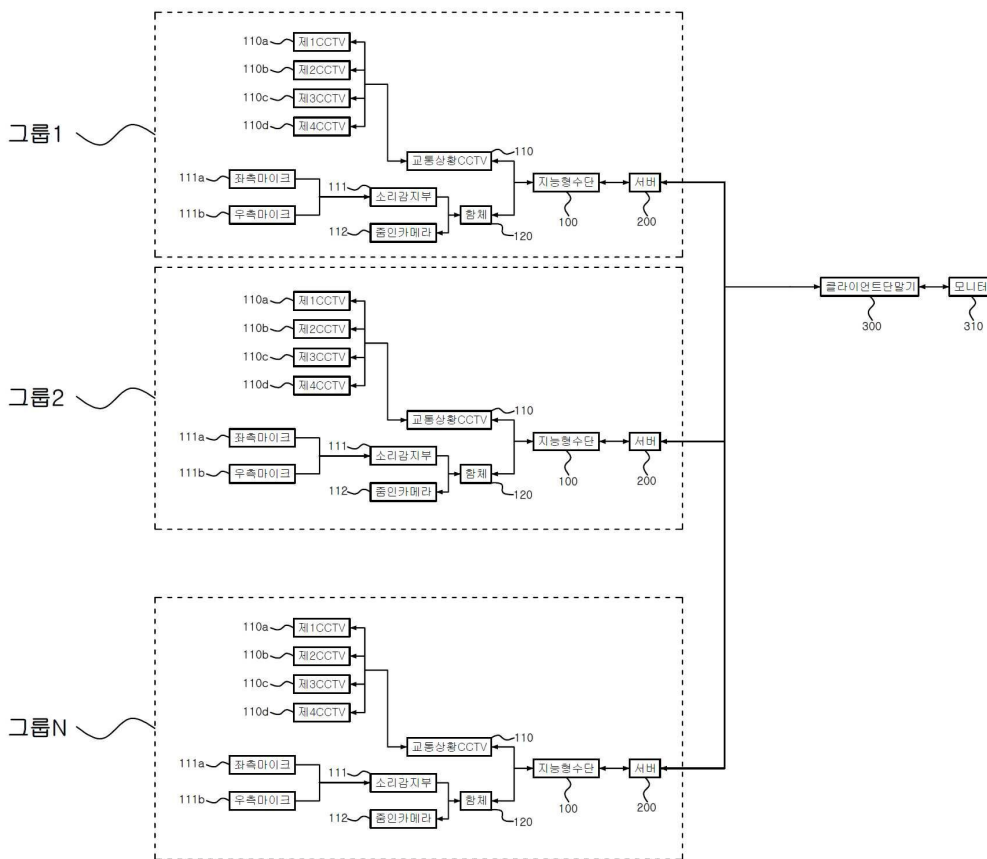 110a 제1CCTV
110b 제2CCTV
110c 제3CCTV
110d 제4CCTV
그룹1
110
교통상황CCTV
111a 좌측마이크
111
소리감지부
지능형수단
서버
111b 우측마이크
함체
100
200
112 줌인카메라
120
110a 제1CCTV
클라이언트단말기
모니터
110b 제2CCTV
300
310
110c 제3CCTV
110d 제4CCTV
그룹2
110
교통상황CCTV
111a 좌측마이크
111
소리감지부
지능형수단
서버
111b 우측마이크
함체
100
200
112 줌인카메라
120
110a 제1CCTV
110b 제2CCTV
110c 제3CCTV
110d 제4CCTV
그룹N
110
교통상황CCTV
111a 좌측마이크
111
소리감지부
지능형수단
서버
111b 우측마이크
함체
100
200
112 줌인카메라
120